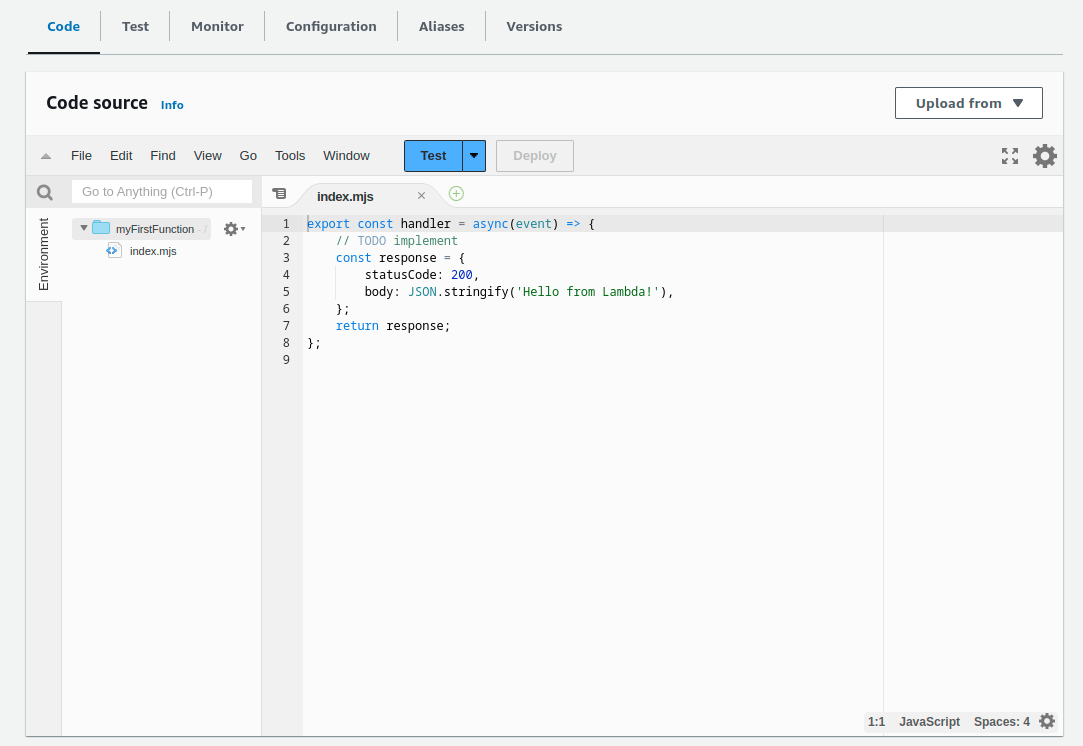 Code Test Monitor Configuration Aliases Versions
Code source Info
Upload from
File Edit Find View Go Tools Window Test Deploy
Go to Anything (Ctrl-P)
index.mjs
Environment
myFirstFunction - /
index.mjs
1 export const handler = async(event) => {
2     // TODO implement
3     const response = {
4         statusCode: 200,
5         body: JSON.stringify('Hello from Lambda!'),
6     };
7     return response;
8 };
9
1:1 JavaScript Spaces: 4